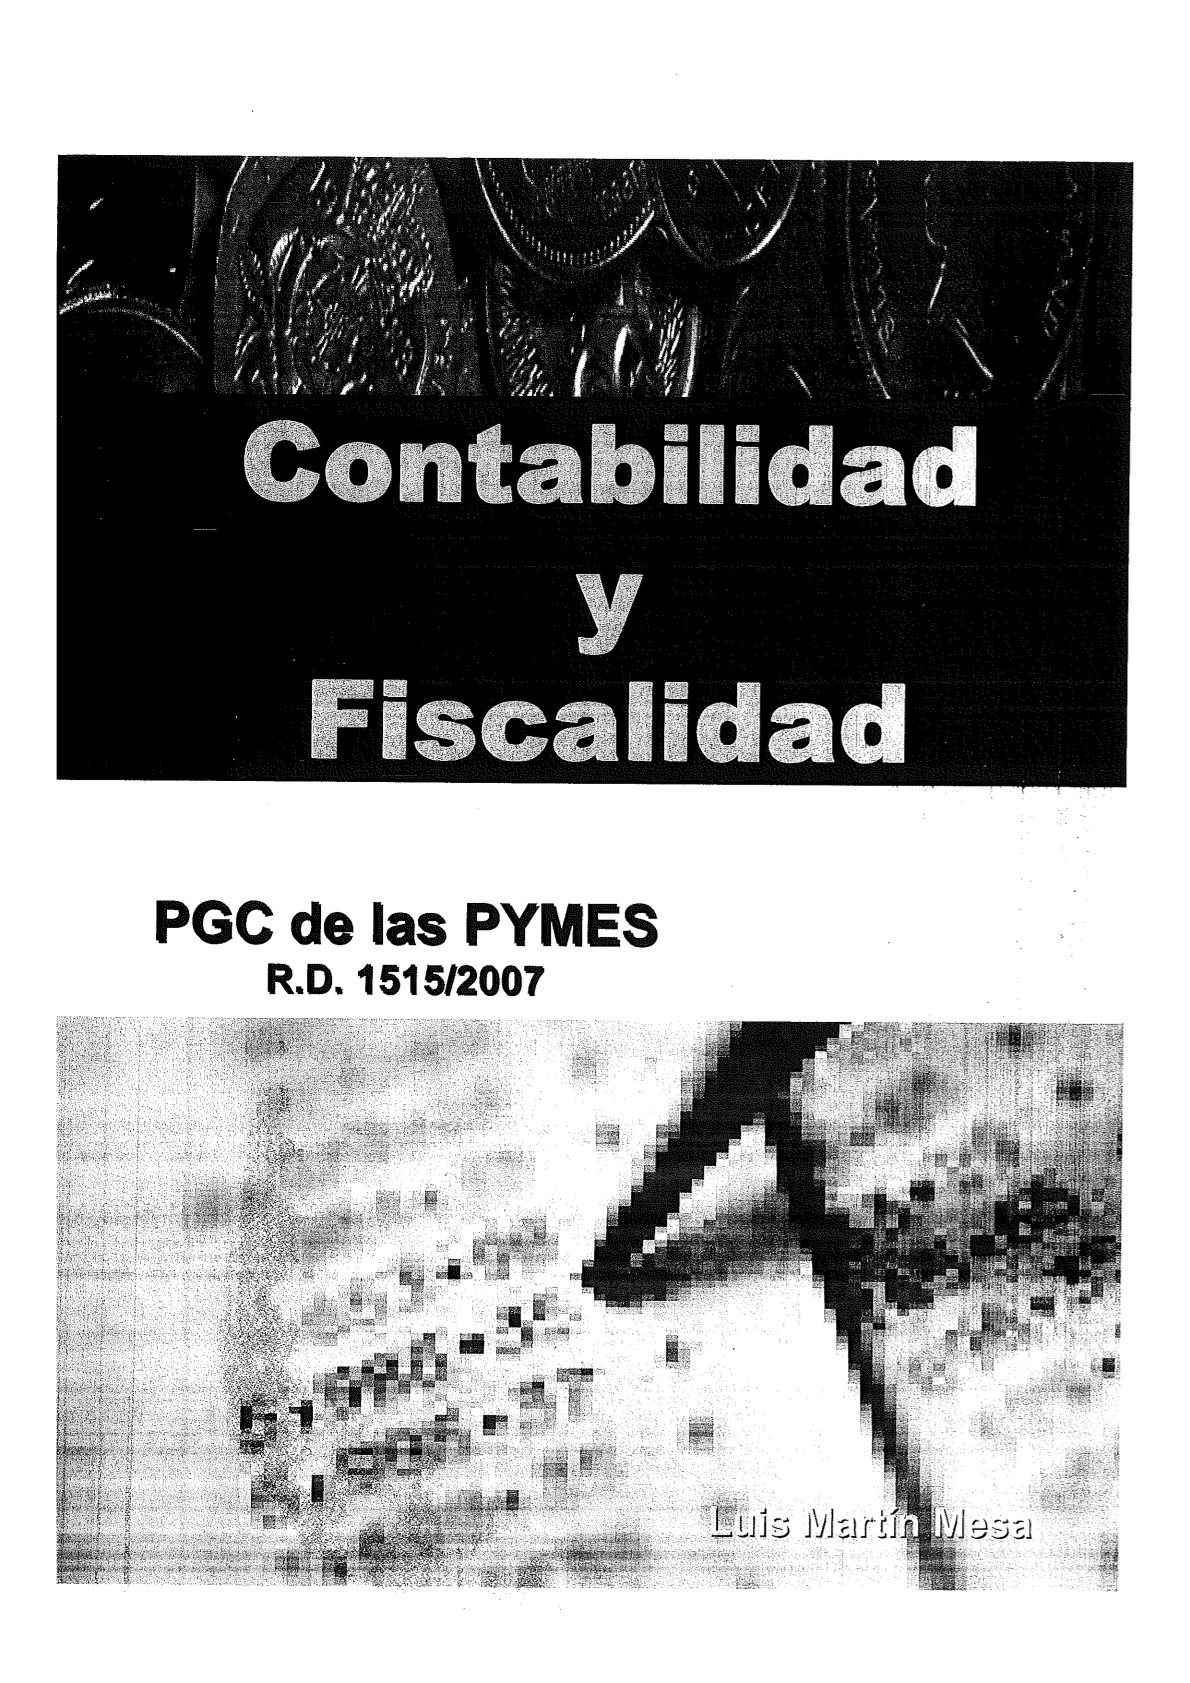 Contabilidad
y
Fiscalidad
PGC de las PYMES
R.D. 1515/2007
Luis Martín Mesa